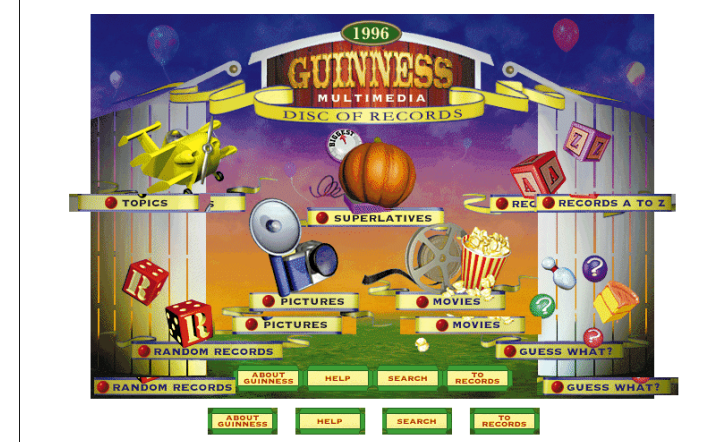 1996
GUINNESS
MULTIMEDIA
DISC OF RECORDS
BIGGEST
A
A
Z
Z
TOPICS
S
SUPERLATIVES
REC
RECORDS A TO Z
PICTURES
MOVIES
PICTURES
MOVIES
R
R
?
?
?
RANDOM RECORDS
GUESS WHAT?
RANDOM RECORDS
ABOUT
GUINNESS
HELP
SEARCH
TO
RECORDS
GUESS WHAT?
ABOUT
GUINNESS
HELP
SEARCH
TO
RECORDS